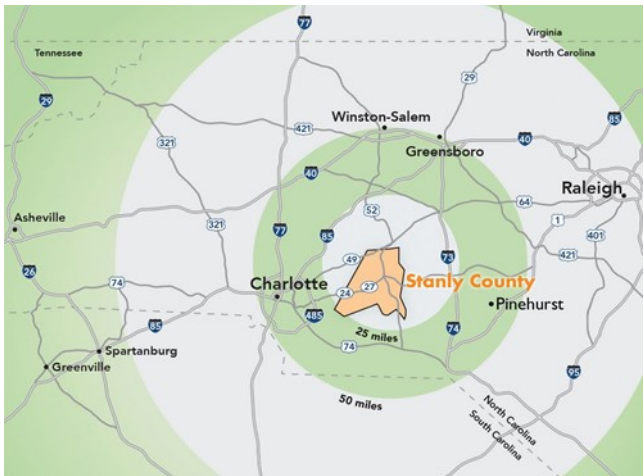 77
Virginia
North Carolina
Tennessee
29
29
Winston-Salem
421
85
321
Greensboro
40
40
Raleigh
52
64
1
Asheville
321
77
85
401
421
49
73
26
74
Charlotte
24
27
Stanly County
Pinehurst
485
85
74
25 miles
74
Spartanburg
Greenville
95
50 miles
North Carolina
South Carolina